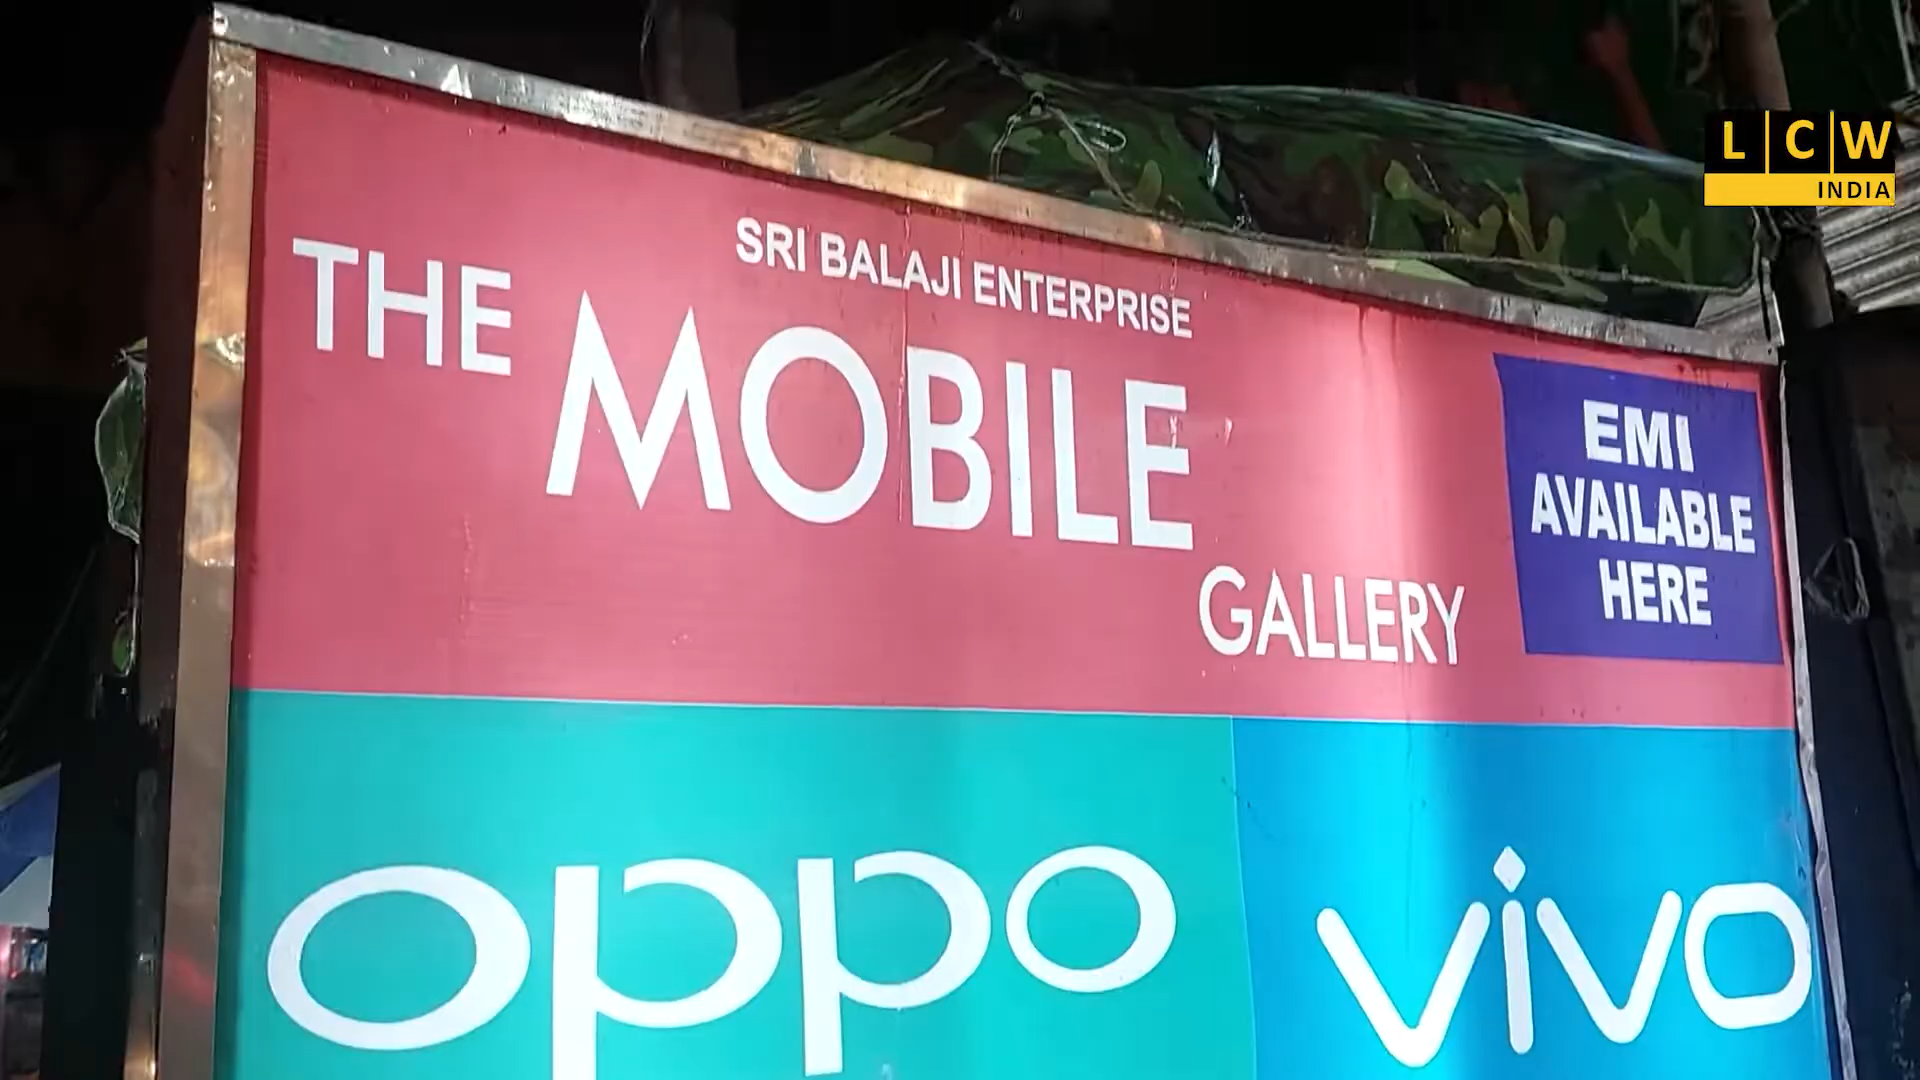 SRI BALAJI ENTERPRISE
THE MOBILE GALLERY
EMI
AVAILABLE
HERE
oppo
vivo
L|C|W
INDIA